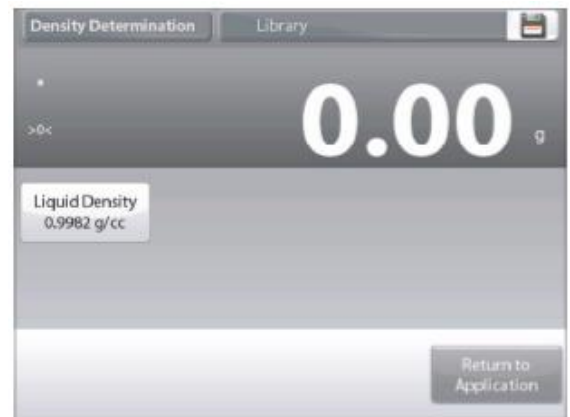 Density Determination Library
>0<
0.00 g
Liquid Density
0.9982 g/cc
Return to
Application